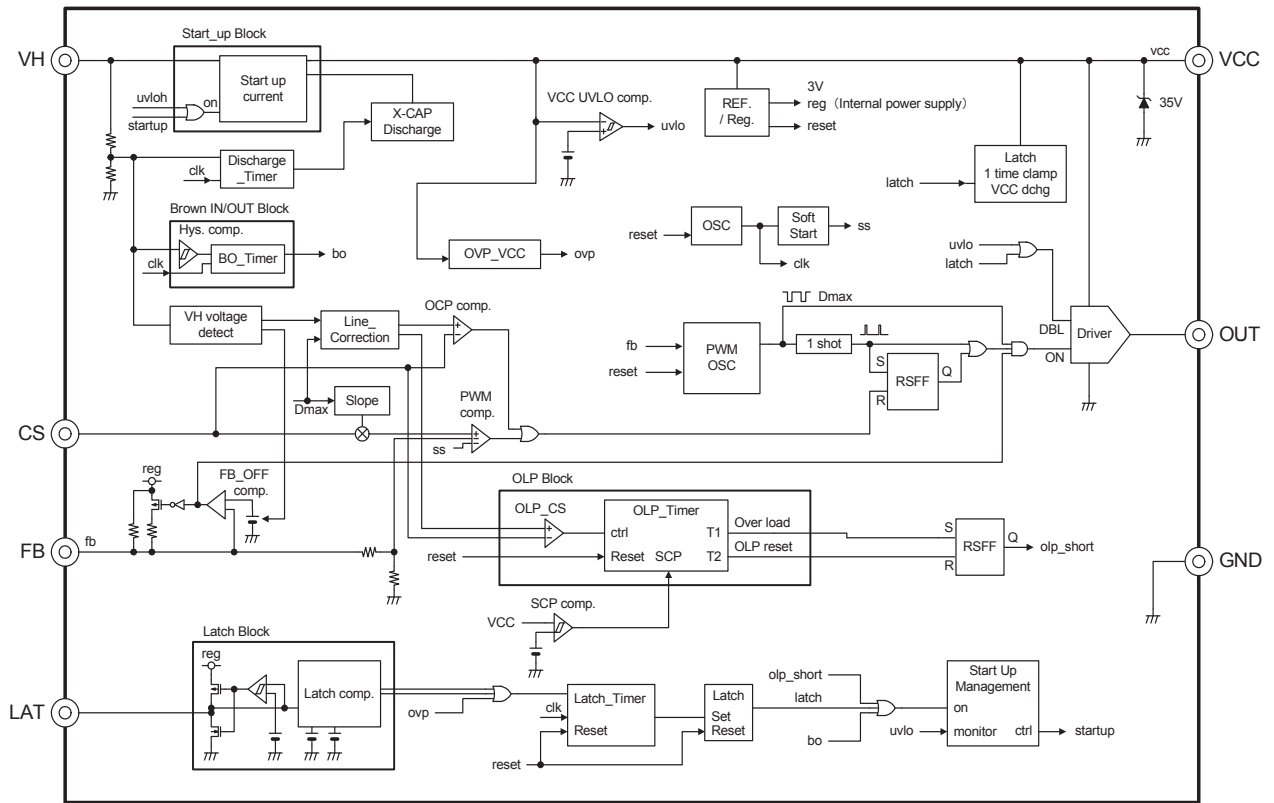 VH
Start_up Block
uvloh
startup
on
Start up
current
X-CAP
Discharge
clk
Discharge
_Timer
VCC UVLO comp.
−
+
uvlo
REF.
/ Reg.
3V
reg (Internal power supply)
reset
vcc
VCC
35V
latch
Latch
1 time clamp
VCC dchg
Brown IN/OUT Block
Hys. comp.
clk
BO_Timer
bo
OVP_VCC
ovp
reset
OSC
Soft
Start
ss
clk
uvlo
latch
DBL
ON
Driver
OUT
VH voltage
detect
Line_
Correction
OCP comp.
+
−
Dmax
Slope
PWM
comp.
ss
+
−
−
fb
reset
PWM
OSC
Dmax
1 shot
S
R
RSFF
Q
CS
reg
FB_OFF
comp.
FB
fb
OLP Block
OLP_CS
+
−
OLP_Timer
ctrl
T1
Reset
SCP
T2
reset
Over load
OLP reset
S
R
RSFF
Q
olp_short
GND
SCP comp.
VCC
Latch Block
reg
LAT
Latch comp.
ovp
Latch_Timer
clk
Reset
reset
Latch
Set
Reset
olp_short
latch
bo
Start Up
Management
on
uvlo
monitor
ctrl
startup